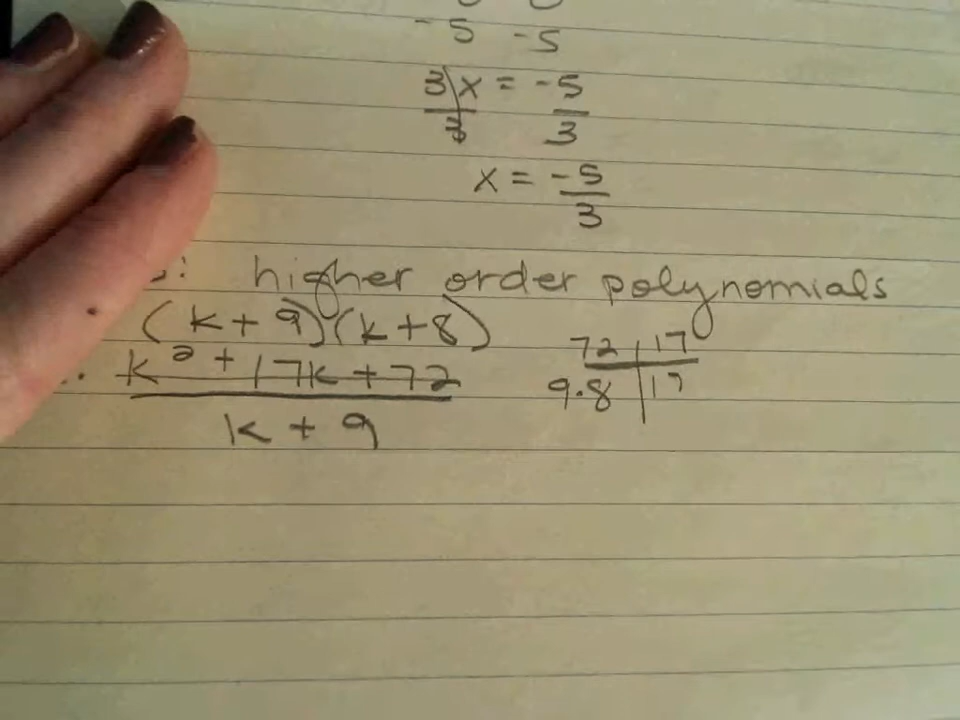 -5 -5
3x = -5
3 3
x = -5
3
: higher order polynomials
(k + 9)(k + 8)
72 | 17
k² + 17k + 72
9.8 | 17
k + 9